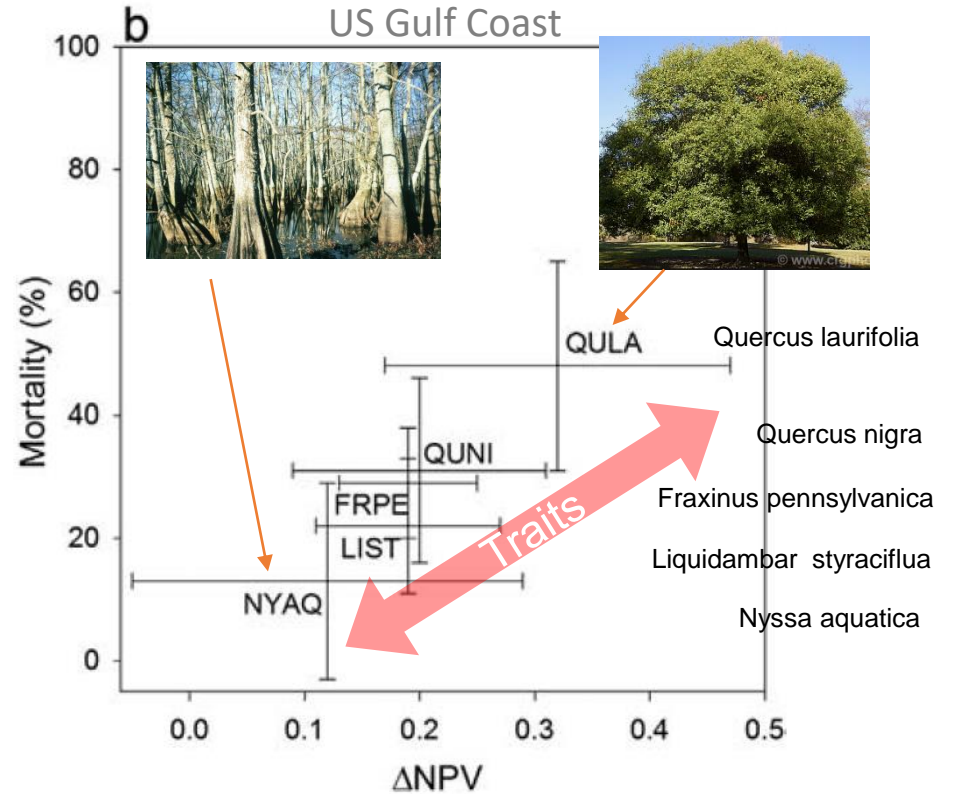 b
US Gulf Coast
100
80
60
40
20
0
Mortality (%)
© www.
QULA
Quercus laurifolia
QUNI
Quercus nigra
FRPE
Fraxinus pennsylvanica
LIST
Traits
Liquidambar styraciflua
NYAQ
Nyssa aquatica
0.0 0.1 0.2 0.3 0.4 0.5
ΔNPV